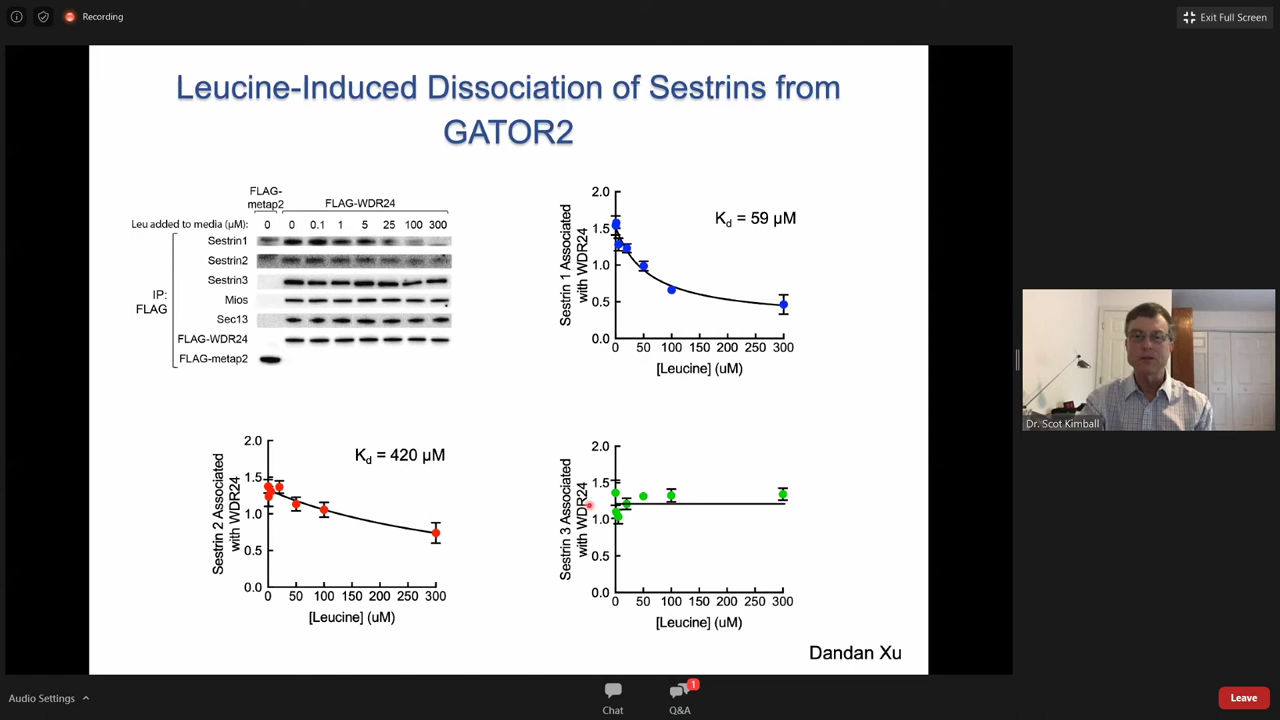 Recording
Exit Full Screen
Leucine-Induced Dissociation of Sestrins from
GATOR2
FLAG-
metap2
FLAG-WDR24
Leu added to media (µM):
0 0 0.1 1 5 25 100 300
IP:
FLAG
Sestrin1
Sestrin2
Sestrin3
Mios
Sec13
FLAG-WDR24
FLAG-metap2
Sestrin 1 Associated
with WDR24
2.0
1.5
1.0
0.5
0.0
Kd = 59 µM
0 50 100 150 200 250 300
[Leucine] (uM)
Sestrin 2 Associated
with WDR24
2.0
1.5
1.0
0.5
0.0
Kd = 420 µM
0 50 100 150 200 250 300
[Leucine] (uM)
Sestrin 3 Associated
with WDR24
2.0
1.5
1.0
0.5
0.0
0 50 100 150 200 250 300
[Leucine] (uM)
Dandan Xu
Dr. Scot Kimball
Audio Settings
Chat
Q&A
1
Leave